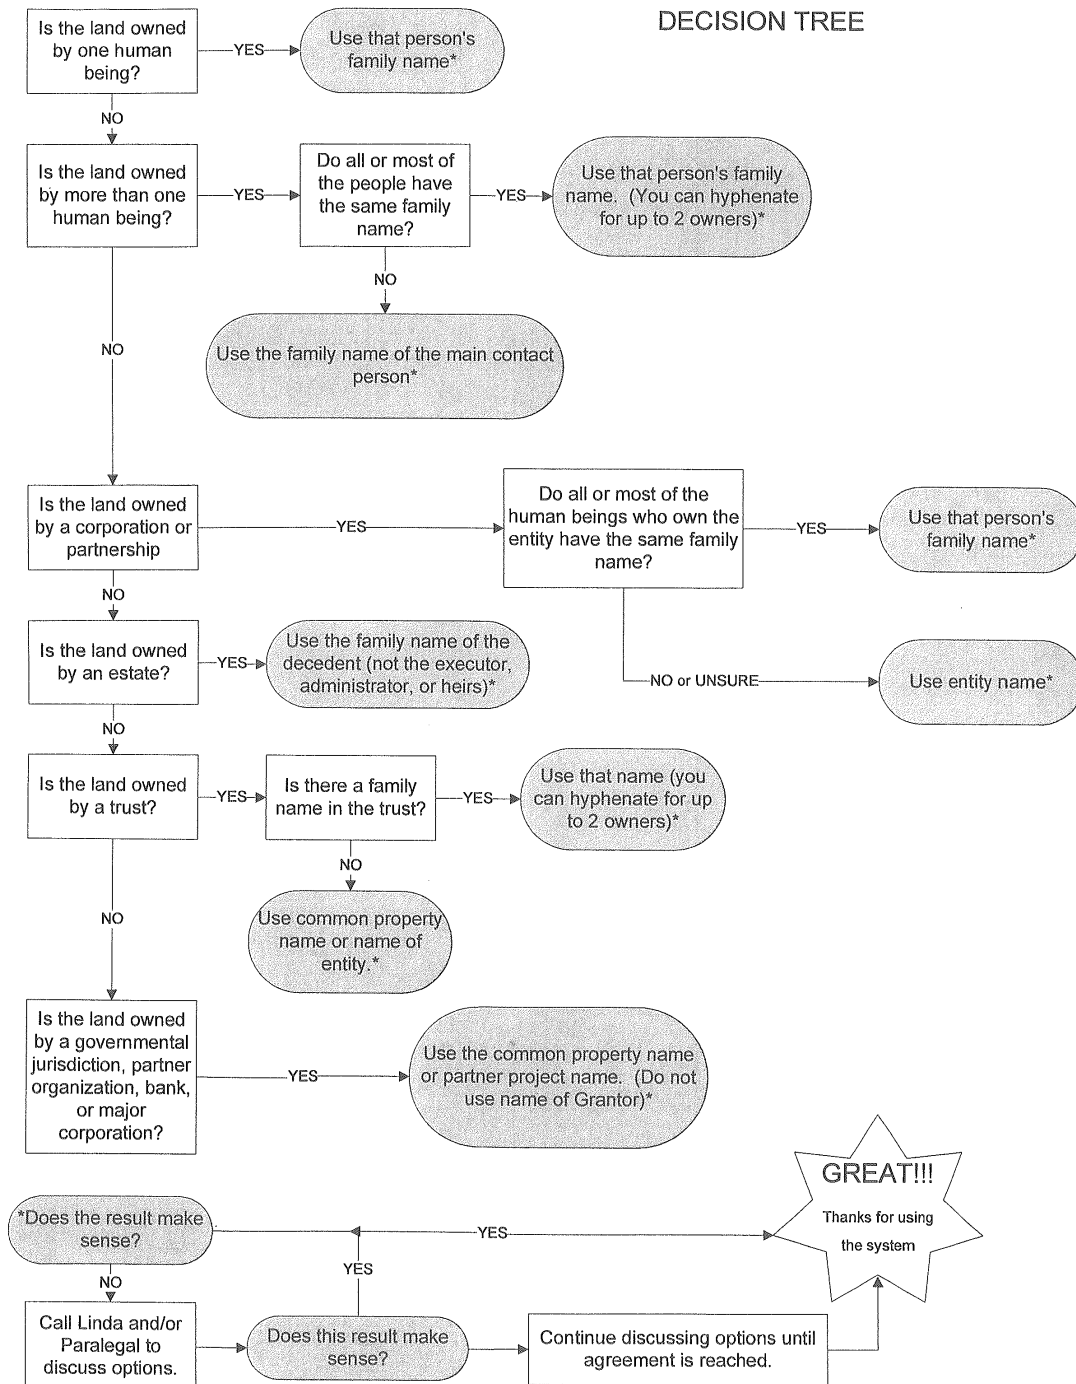 DECISION TREE
Is the land owned
by one human
being?
YES
Use that person's
family name*
NO
Is the land owned
by more than one
human being?
YES
Do all or most of
the people have
the same family
name?
YES
Use that person's family
name. (You can hyphenate
for up to 2 owners)*
NO
Use the family name of the main contact
person*
NO
Is the land owned
by a corporation or
partnership
YES
Do all or most of the
human beings who own the
entity have the same family
name?
YES
Use that person's
family name*
NO or UNSURE
Use entity name*
NO
Is the land owned
by an estate?
YES
Use the family name of the
decedent (not the executor,
administrator, or heirs)*
NO
Is the land owned
by a trust?
YES
Is there a family
name in the trust?
YES
Use that name (you
can hyphenate for up
to 2 owners)*
NO
Use common property
name or name of
entity.*
NO
Is the land owned
by a governmental
jurisdiction, partner
organization, bank,
or major
corporation?
YES
Use the common property name
or partner project name. (Do not
use name of Grantor)*
*Does the result make
sense?
YES
GREAT!!!
Thanks for using
the system
NO
Call Linda and/or
Paralegal to
discuss options.
YES
Does this result make
sense?
Continue discussing options until
agreement is reached.